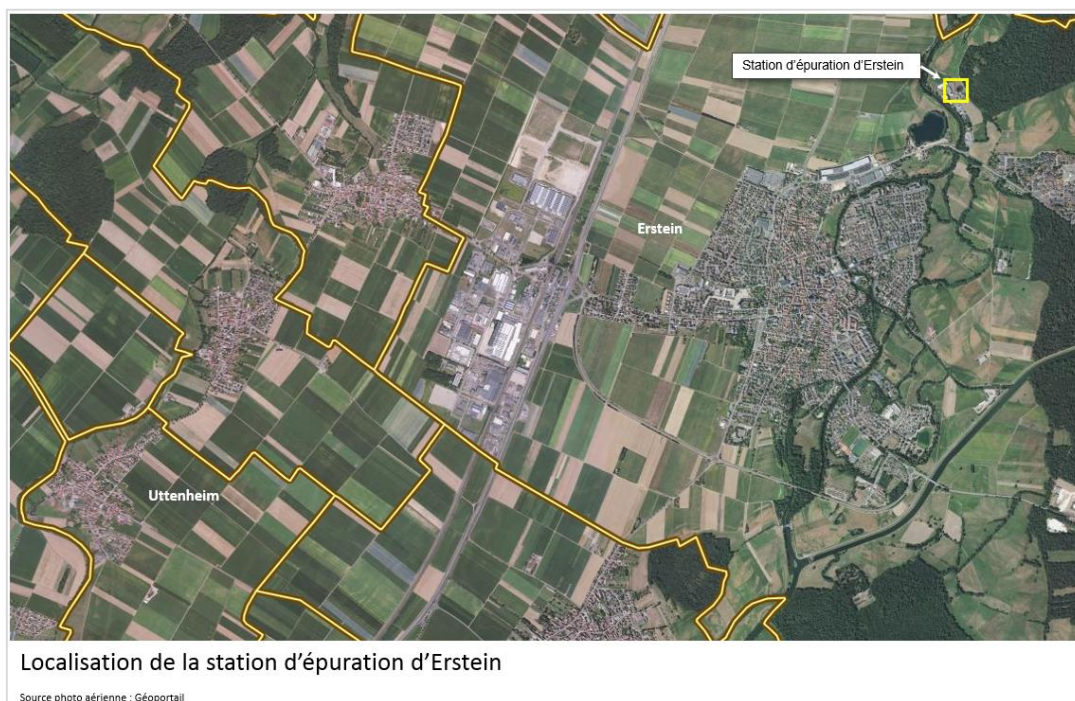 Station d'épuration d'Erstein
Erstein
Uttenheim
Localisation de la station d'épuration d'Erstein
Source photo aérienne : Géoportail